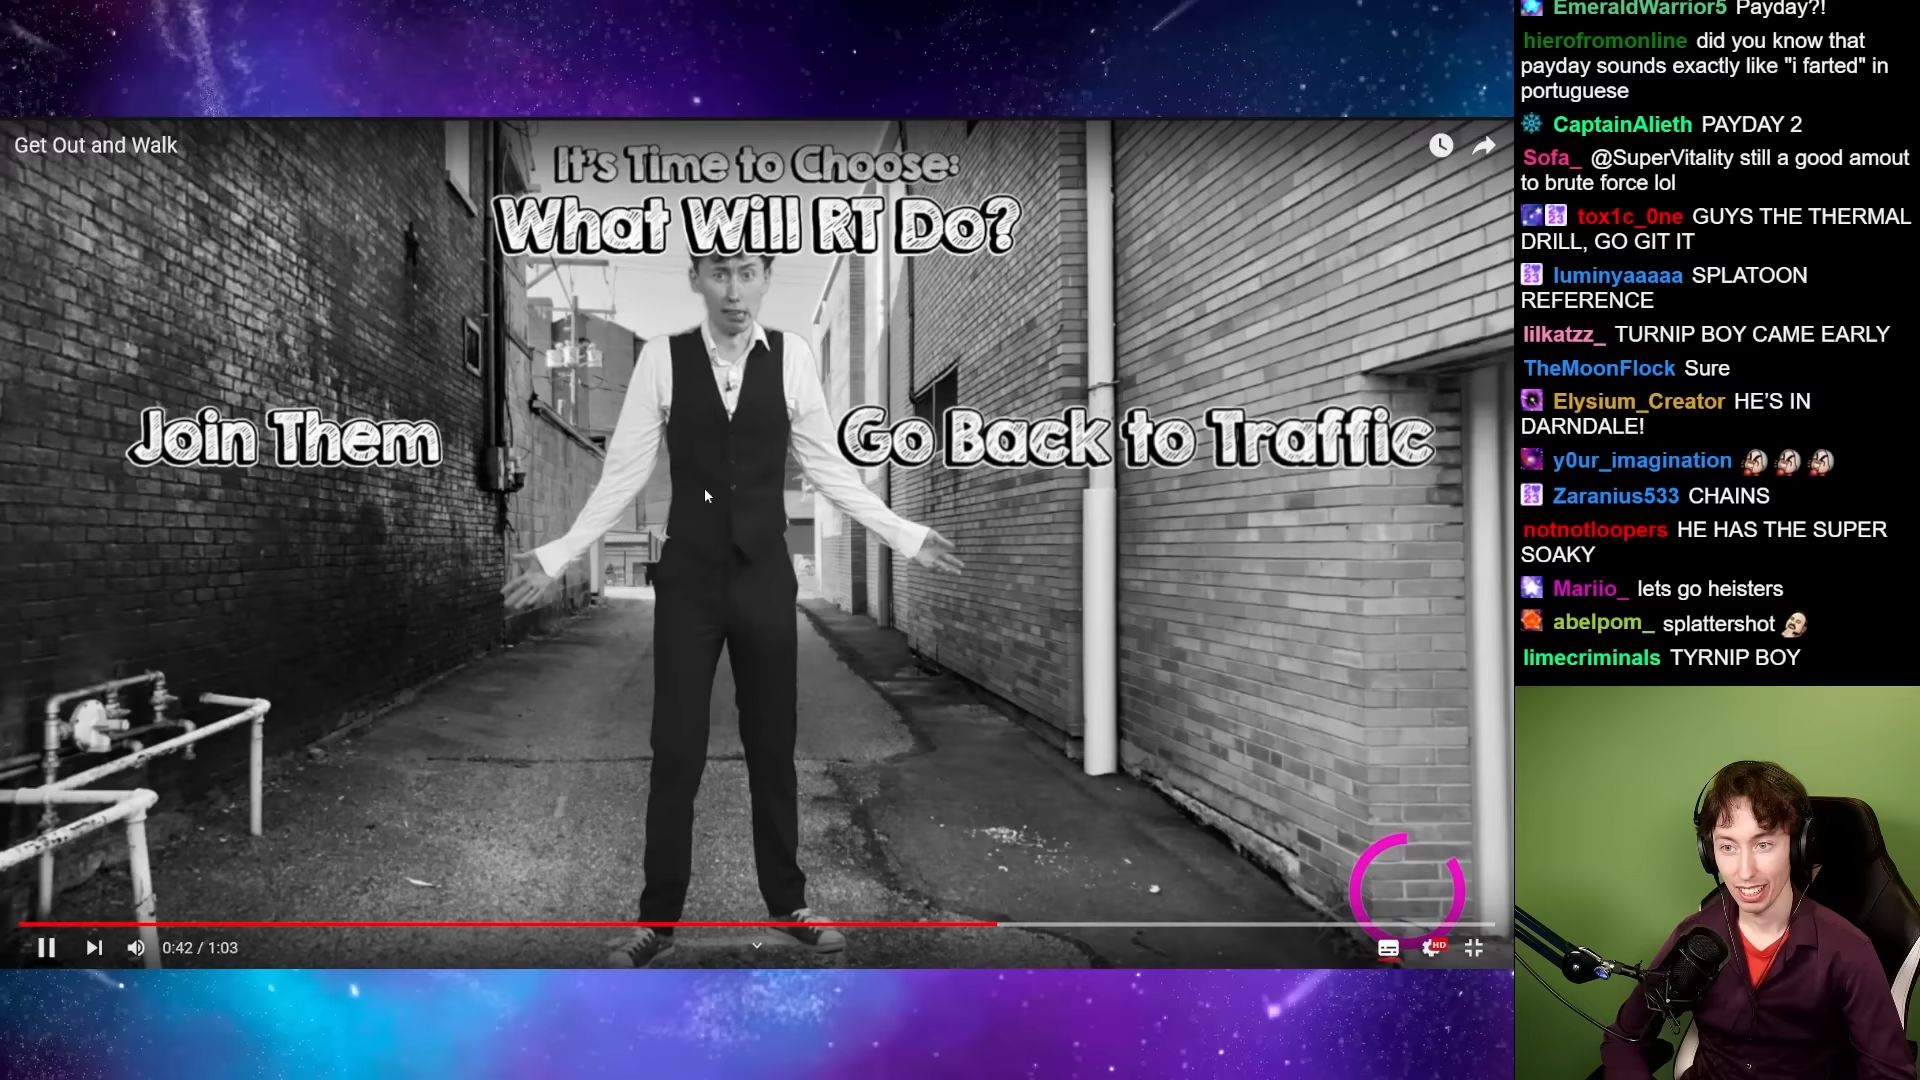 Get Out and Walk
It's Time to Choose:
What Will RT Do?
Join Them
Go Back to Traffic
0:42 / 1:03
HD
EmeraldWarrior5 Payday?!
hierofromonline did you know that
payday sounds exactly like "i farted" in
portuguese
CaptainAlieth PAYDAY 2
Sofa_ @SuperVitality still a good amout
to brute force lol
tox1c_0ne GUYS THE THERMAL
DRILL, GO GIT IT
luminyaaaaa SPLATOON
REFERENCE
lilkatzz_ TURNIP BOY CAME EARLY
TheMoonFlock Sure
Elysium_Creator HE'S IN
DARNDALE!
y0ur_imagination
Zaranius533 CHAINS
notnotloopers HE HAS THE SUPER
SOAKY
Mariio_ lets go heisters
abelpom_ splattershot
limecriminals TYRNIP BOY